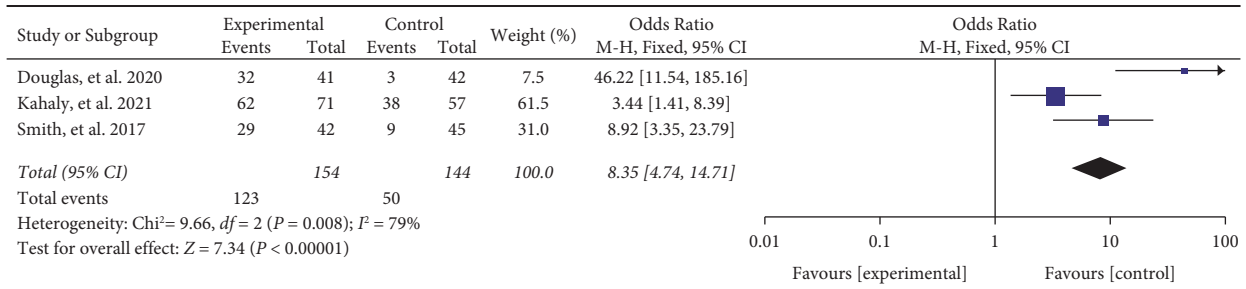 Study or Subgroup Experimental Control Weight (%) Odds Ratio Odds Ratio
Events Total Events Total M-H, Fixed, 95% CI M-H, Fixed, 95% CI
Douglas, et al. 2020 32 41 3 42 7.5 46.22 [11.54, 185.16]
Kahaly, et al. 2021 62 71 38 57 61.5 3.44 [1.41, 8.39]
Smith, et al. 2017 29 42 9 45 31.0 8.92 [3.35, 23.79]
Total (95% CI) 154 144 100.0 8.35 [4.74, 14.71]
Total events 123 50
Heterogeneity: Chi²= 9.66, df = 2 (P = 0.008); I² = 79%
Test for overall effect: Z = 7.34 (P < 0.00001)
0.01 0.1 1 10 100
Favours [experimental] Favours [control]